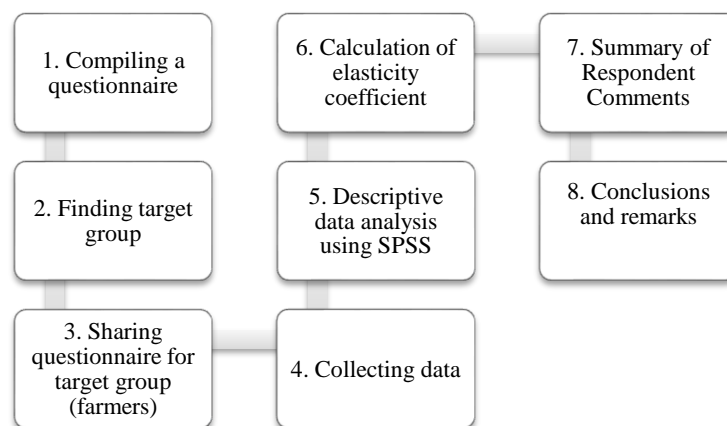 1. Compiling a
questionnaire
2. Finding target
group
3. Sharing
questionnaire for
target group
(farmers)
4. Collecting data
5. Descriptive
data analysis
using SPSS
6. Calculation of
elasticity
coefficient
7. Summary of
Respondent
Comments
8. Conclusions
and remarks